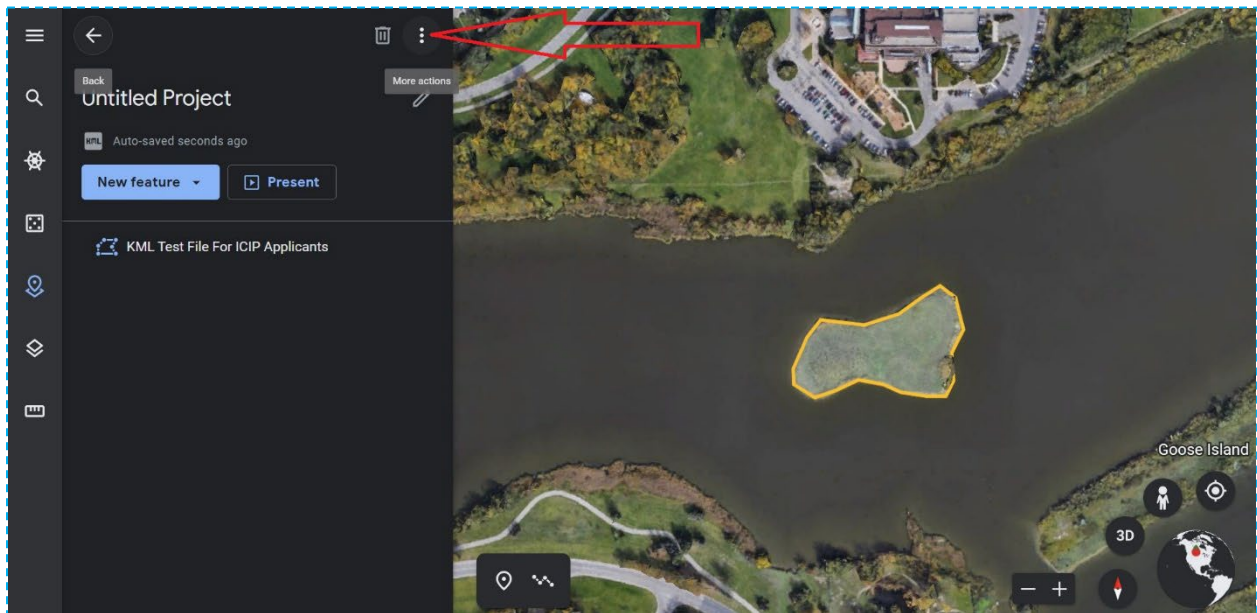 Back
More actions
Untitled Project
KML
Auto-saved seconds ago
New feature
Present
KML Test File For ICIP Applicants
Goose Island
3D